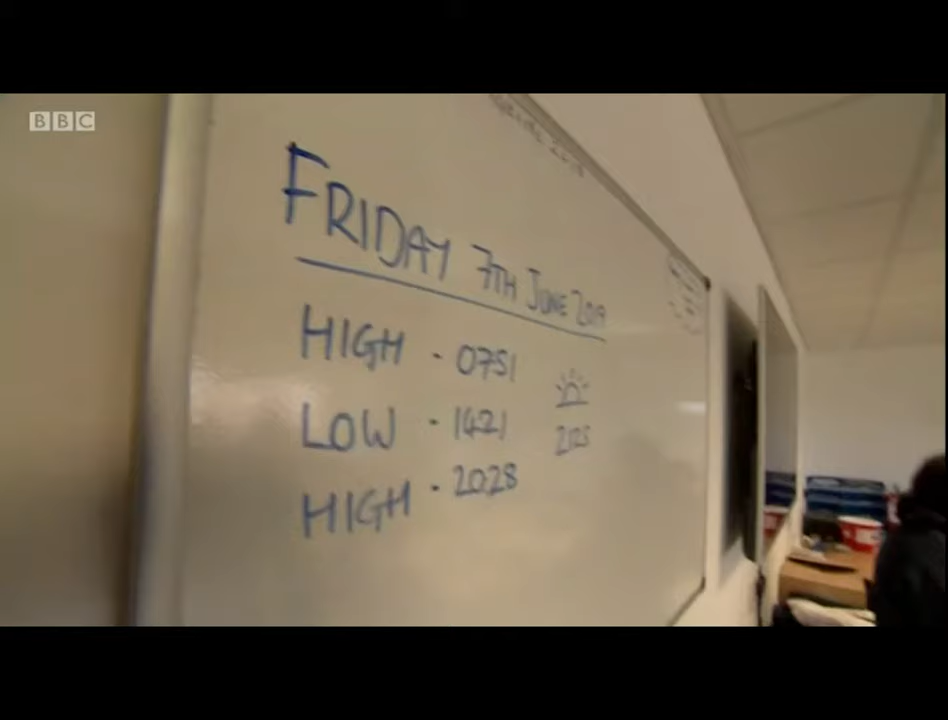 BBC
FRIDAY 7TH JUNE 2019
HIGH - 0751
LOW - 1421
HIGH - 2028
2125